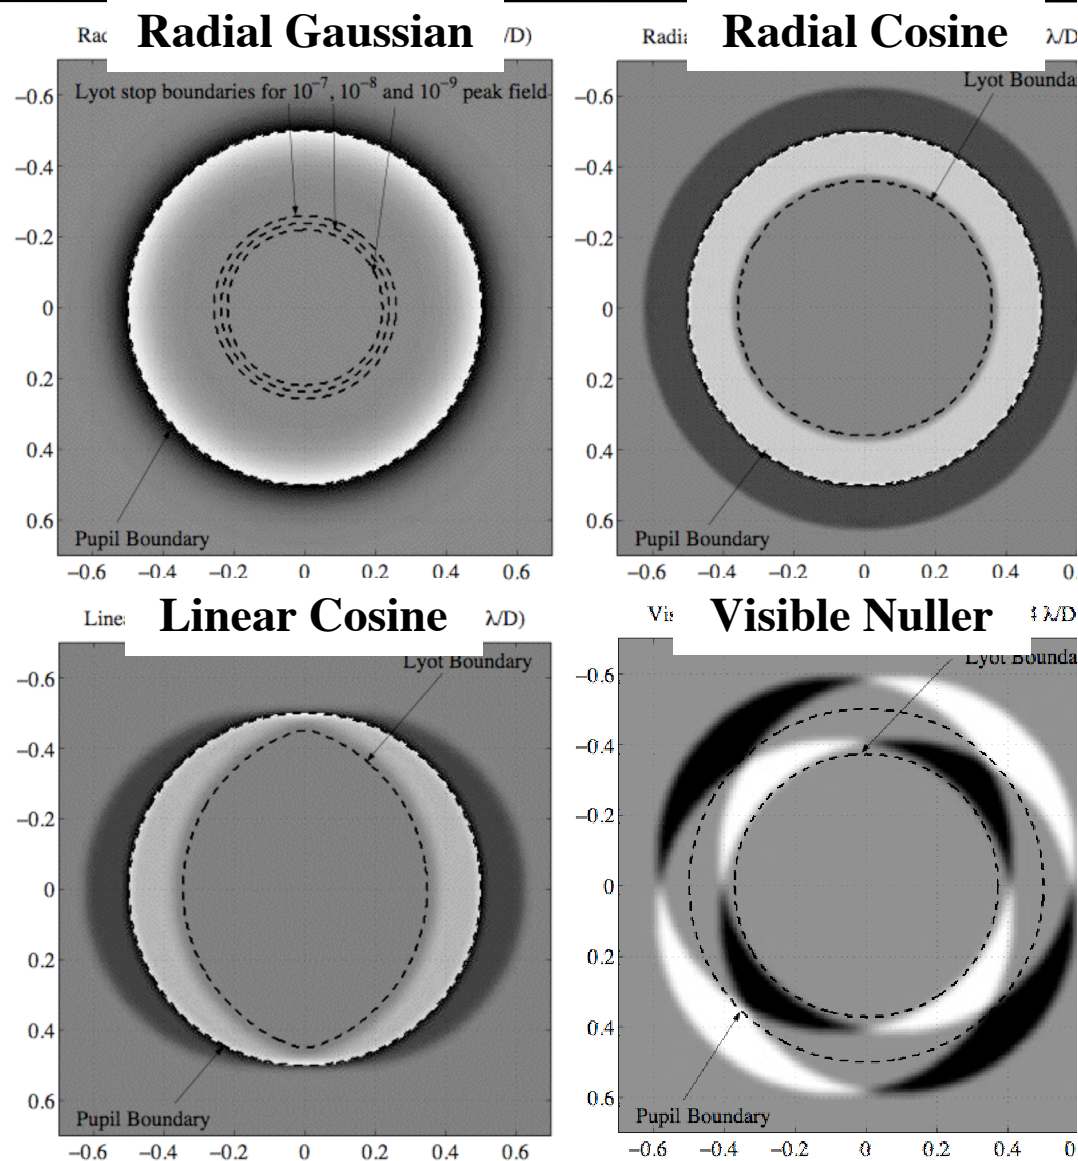 Radial Gaussian
/D)
Lyot stop boundaries for 10⁻⁷, 10⁻⁸ and 10⁻⁹ peak field
−0.6
−0.4
−0.2
0
0.2
0.4
0.6
Pupil Boundary
−0.6 −0.4 −0.2 0 0.2 0.4 0.6
Radial Cosine
λ/D
Lyot Bounda
−0.6
−0.4
−0.2
0
0.2
0.4
0.6
Pupil Boundary
−0.6 −0.4 −0.2 0 0.2 0.4 0.
Linear Cosine
λ/D)
Lyot Boundary
−0.6
−0.4
−0.2
0
0.2
0.4
0.6
Pupil Boundary
−0.6 −0.4 −0.2 0 0.2 0.4 0.6
Visible Nuller
λ/D
Lyot Bounda
−0.6
−0.4
−0.2
0
0.2
0.4
0.6
Pupil Boundary
−0.6 −0.4 −0.2 0 0.2 0.4 0